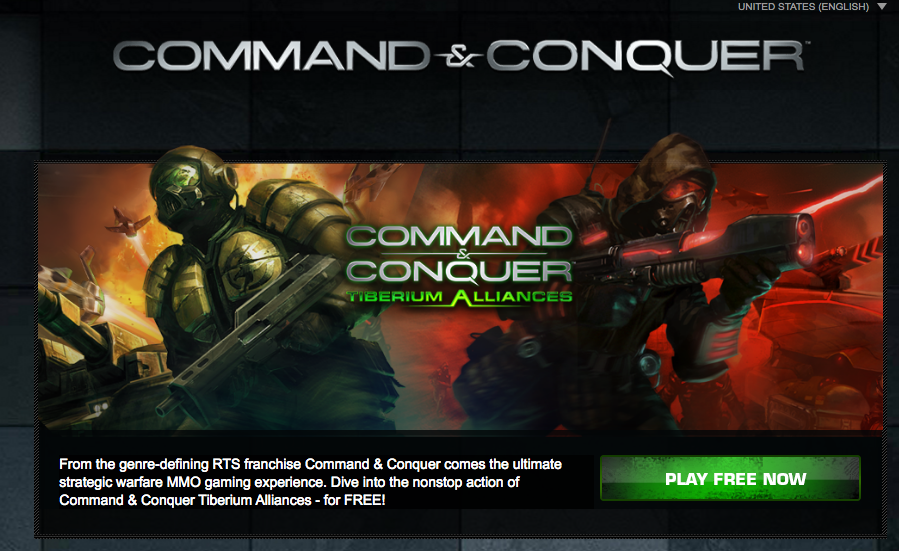 UNITED STATES (ENGLISH)
COMMAND & CONQUER™
COMMAND
&
CONQUER™
TIBERIUM ALLIANCES
From the genre-defining RTS franchise Command & Conquer comes the ultimate
strategic warfare MMO gaming experience. Dive into the nonstop action of
Command & Conquer Tiberium Alliances - for FREE!
PLAY FREE NOW